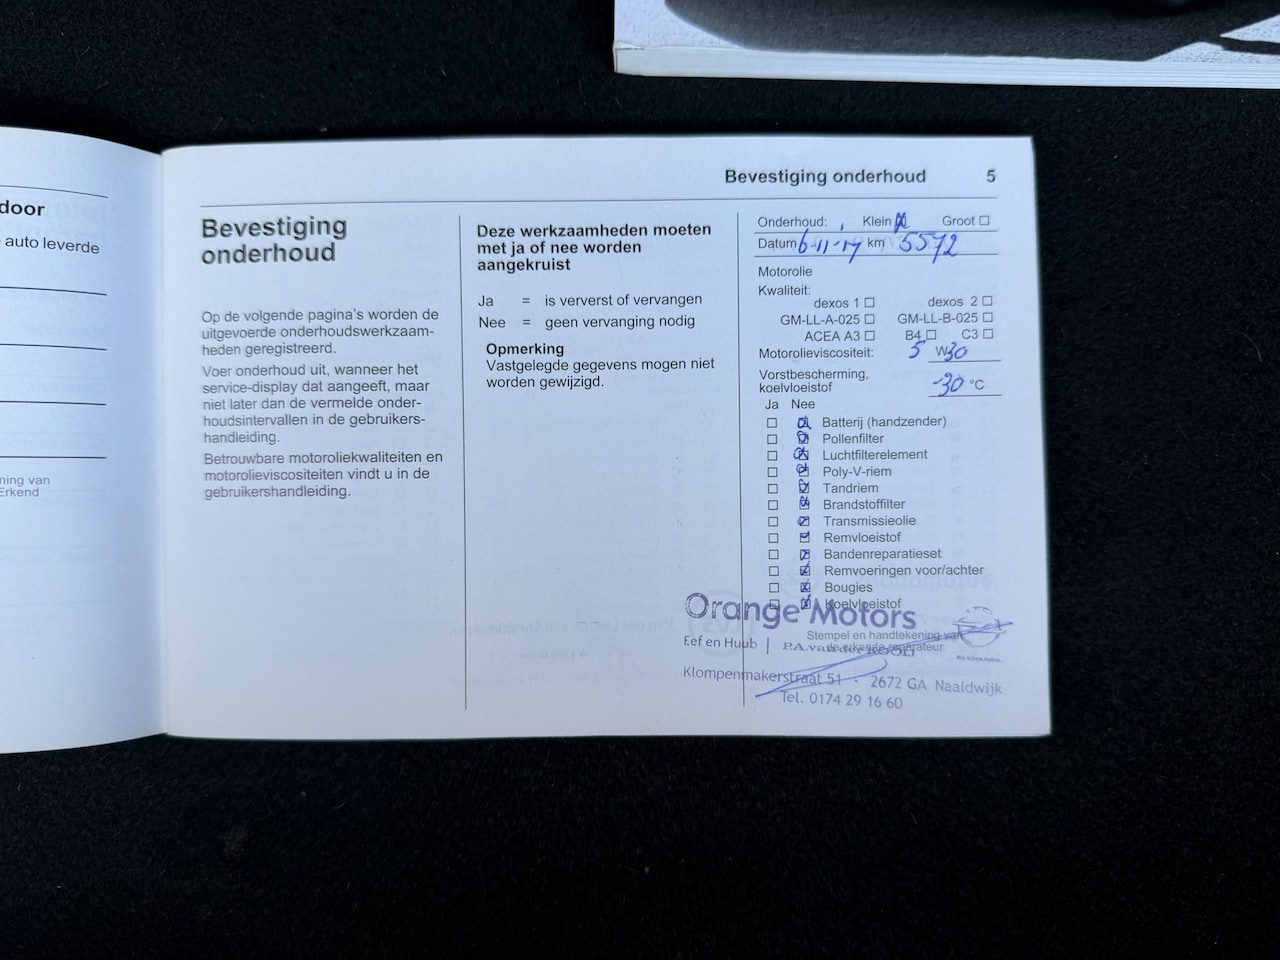 door
auto leverde
ning van
Erkend
Bevestiging onderhoud 5
Bevestiging
onderhoud
Op de volgende pagina's worden de
uitgevoerde onderhoudswerkzaam-
heden geregistreerd.
Voer onderhoud uit, wanneer het
service-display dat aangeeft, maar
niet later dan de vermelde onder-
houdsintervallen in de gebruikers-
handleiding.
Betrouwbare motoroliekwaliteiten en
motorolieviscositeiten vindt u in de
gebruikershandleiding.
Deze werkzaamheden moeten
met ja of nee worden
aangekruist
Ja = is ververst of vervangen
Nee = geen vervanging nodig
Opmerking
Vastgelegde gegevens mogen niet
worden gewijzigd.
Onderhoud: Klein Groot
Datum 6-11-17 km 5572
Motorolie
Kwaliteit:
dexos 1 dexos 2
GM-LL-A-025 GM-LL-B-025
ACEA A3 B4 C3
Motorolieviscositeit: 5 W 30
Vorstbescherming,
koelvloeistof -30 °C
Ja Nee
Batterij (handzender)
Pollenfilter
Luchtfilterelement
Poly-V-riem
Tandriem
Brandstoffilter
Transmissieolie
Remvloeistof
Bandenreparatieset
Remvoeringen voor/achter
Bougies
Koelvloeistof
Orange Motors
Stempel en handtekening van
de erkende reparateur
Eef en Huub | P.A. van der KOOIJ
Klompenmakerstraat 51 - 2672 GA Naaldwijk
Tel. 0174 29 16 60